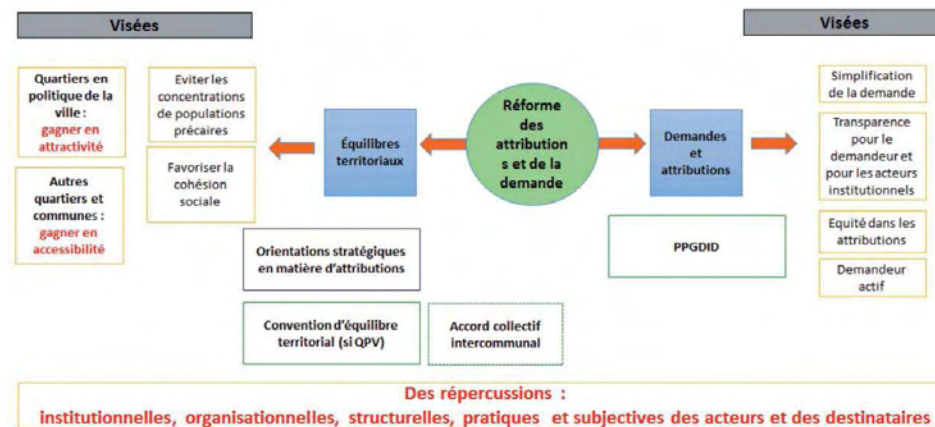 Visées
Quartiers en
politique de la
ville :
gagner en
attractivité
Autres
quartiers et
communes :
gagner en
accessibilité
Eviter les
concentrations
de populations
précaires
Favoriser la
cohésion
sociale
Équilibres
territoriaux
Réforme
des
attribution
s et de la
demande
Demandes
et
attributions
Visées
Simplification
de la demande
Transparence
pour le
demandeur et
pour les acteurs
institutionnels
Equité dans les
attributions
Demandeur
actif
Orientations stratégiques
en matière d'attributions
PPGDID
Convention d'équilibre
territorial (si QPV)
Accord collectif
intercommunal
Des répercussions :
institutionnelles, organisationnelles, structurelles, pratiques et subjectives des acteurs et des destinataires